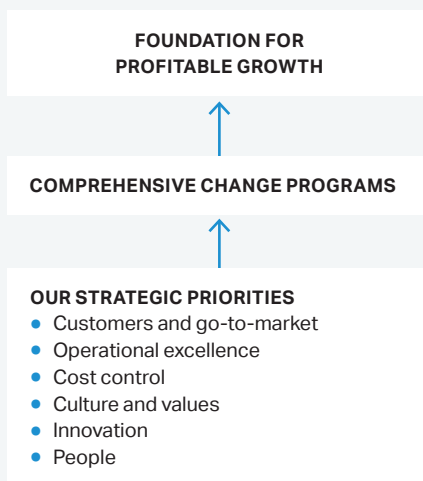 FOUNDATION FOR
PROFITABLE GROWTH
COMPREHENSIVE CHANGE PROGRAMS
OUR STRATEGIC PRIORITIES
• Customers and go-to-market
• Operational excellence
• Cost control
• Culture and values
• Innovation
• People